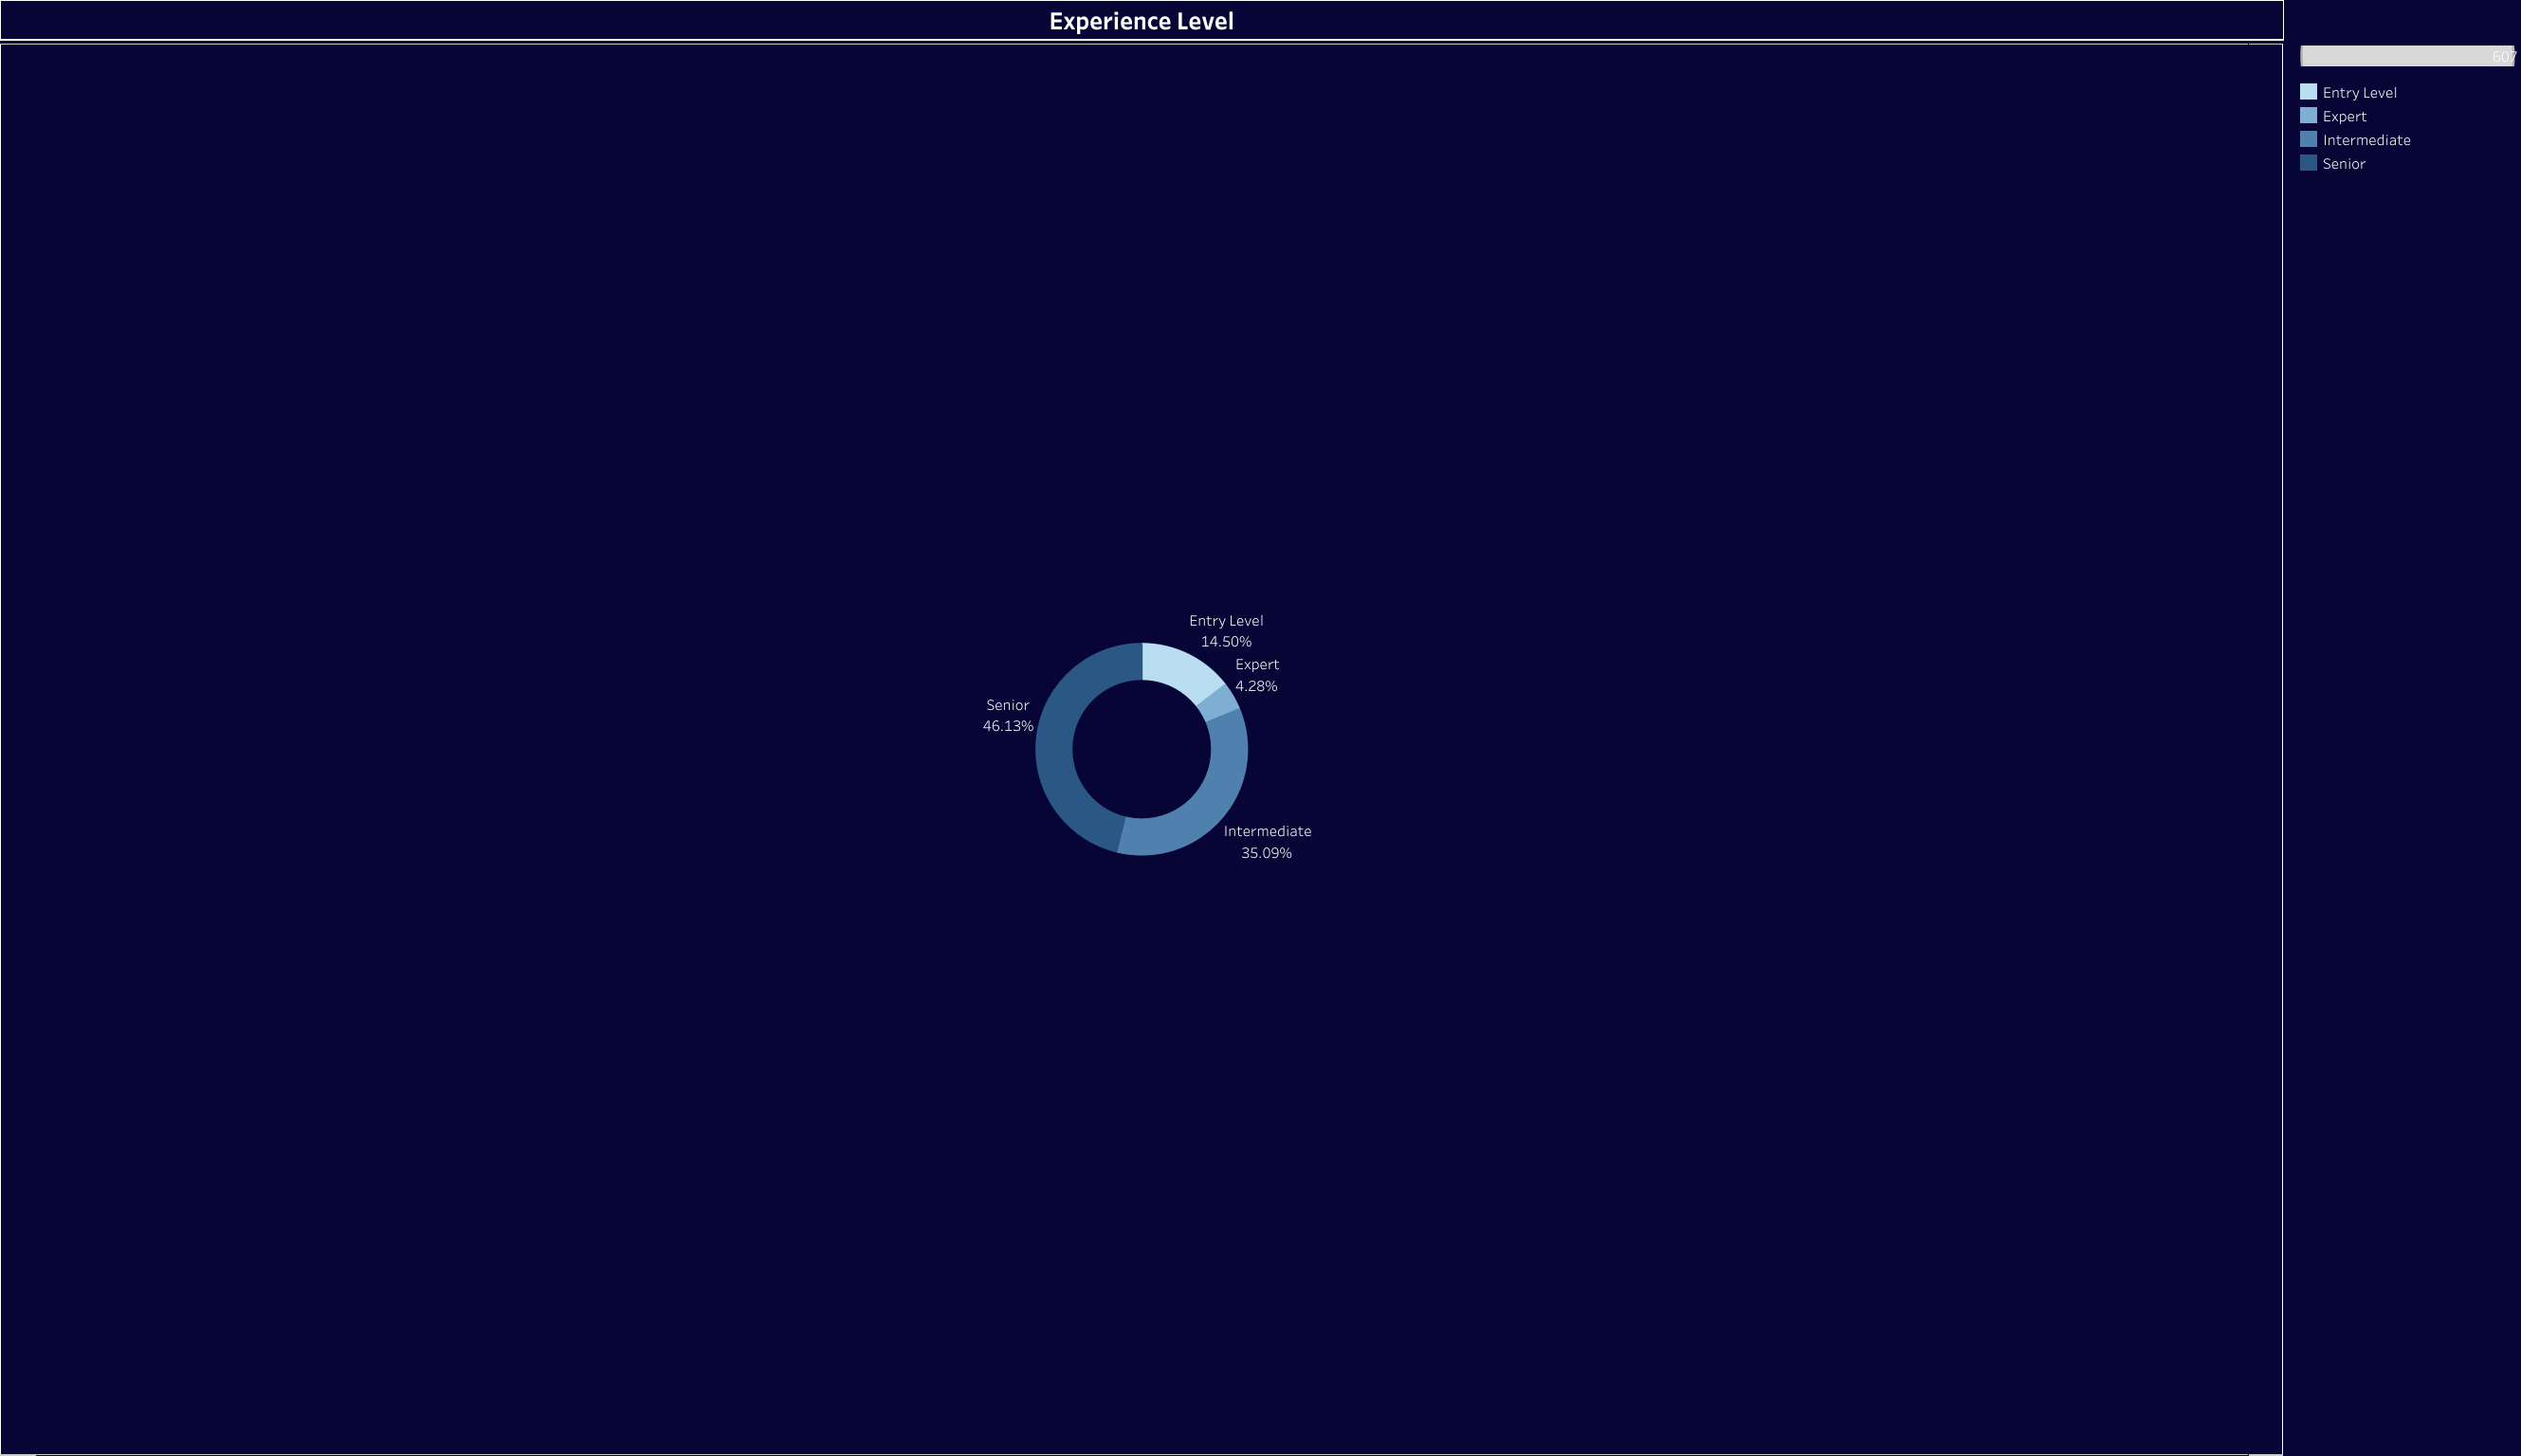 Experience Level
607
Entry Level
Expert
Intermediate
Senior
Entry Level
14.50%
Expert
4.28%
Senior
46.13%
Intermediate
35.09%